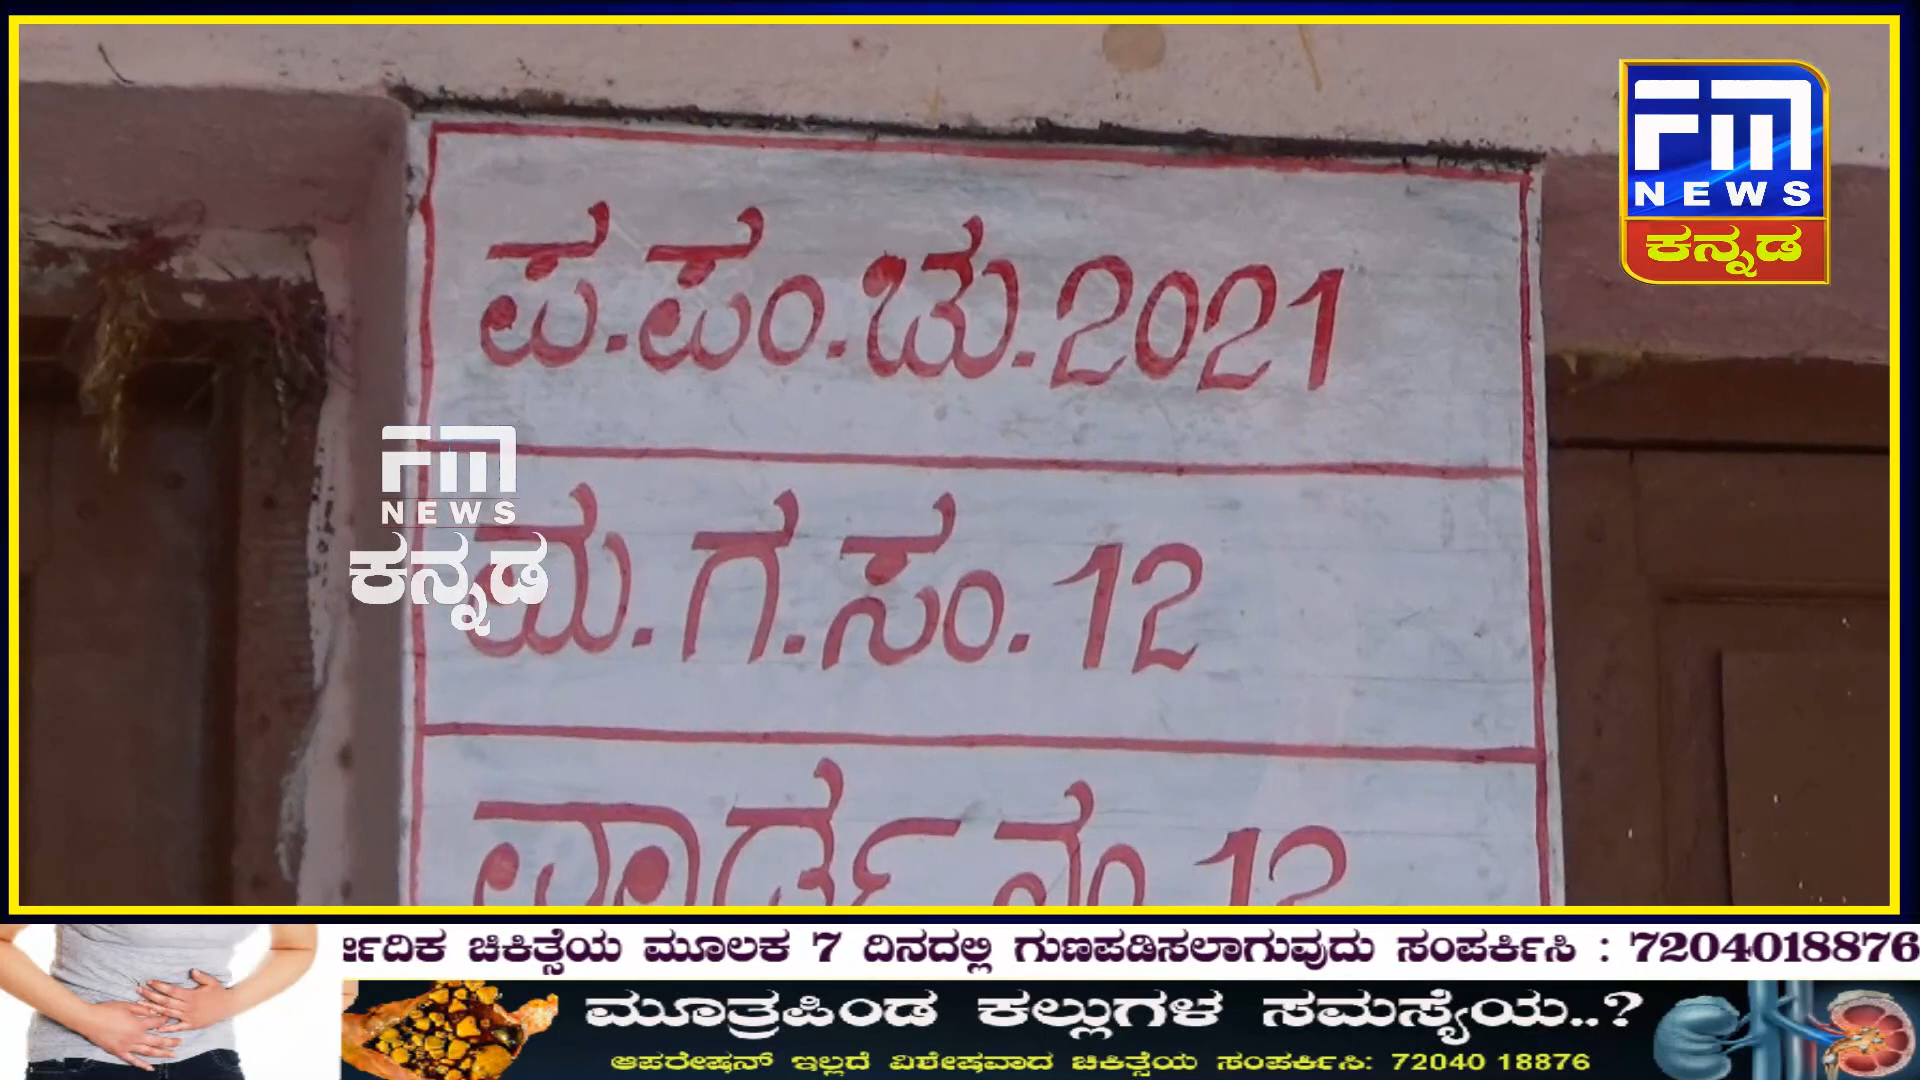 FM
NEWS
ಕನ್ನಡ
ಪ.ಪಂ.ಚು.2021
FM
NEWS
ಕನ್ನಡ
ಮ.ಗ.ಸಂ.12
ವಾರ್ಡ ನಂ.12
ರ್ವೇದಿಕ ಚಿಕಿತ್ಸೆಯ ಮೂಲಕ 7 ದಿನದಲ್ಲಿ ಗುಣಪಡಿಸಲಾಗುವುದು ಸಂಪರ್ಕಿಸಿ : 7204018876
ಮೂತ್ರಪಿಂಡ ಕಲ್ಲುಗಳ ಸಮಸ್ಯೆಯ..?
ಆಪರೇಷನ್ ಇಲ್ಲದೆ ವಿಶೇಷವಾದ ಚಿಕಿತ್ಸೆಯ ಸಂಪರ್ಕಿಸಿ: 72040 18876